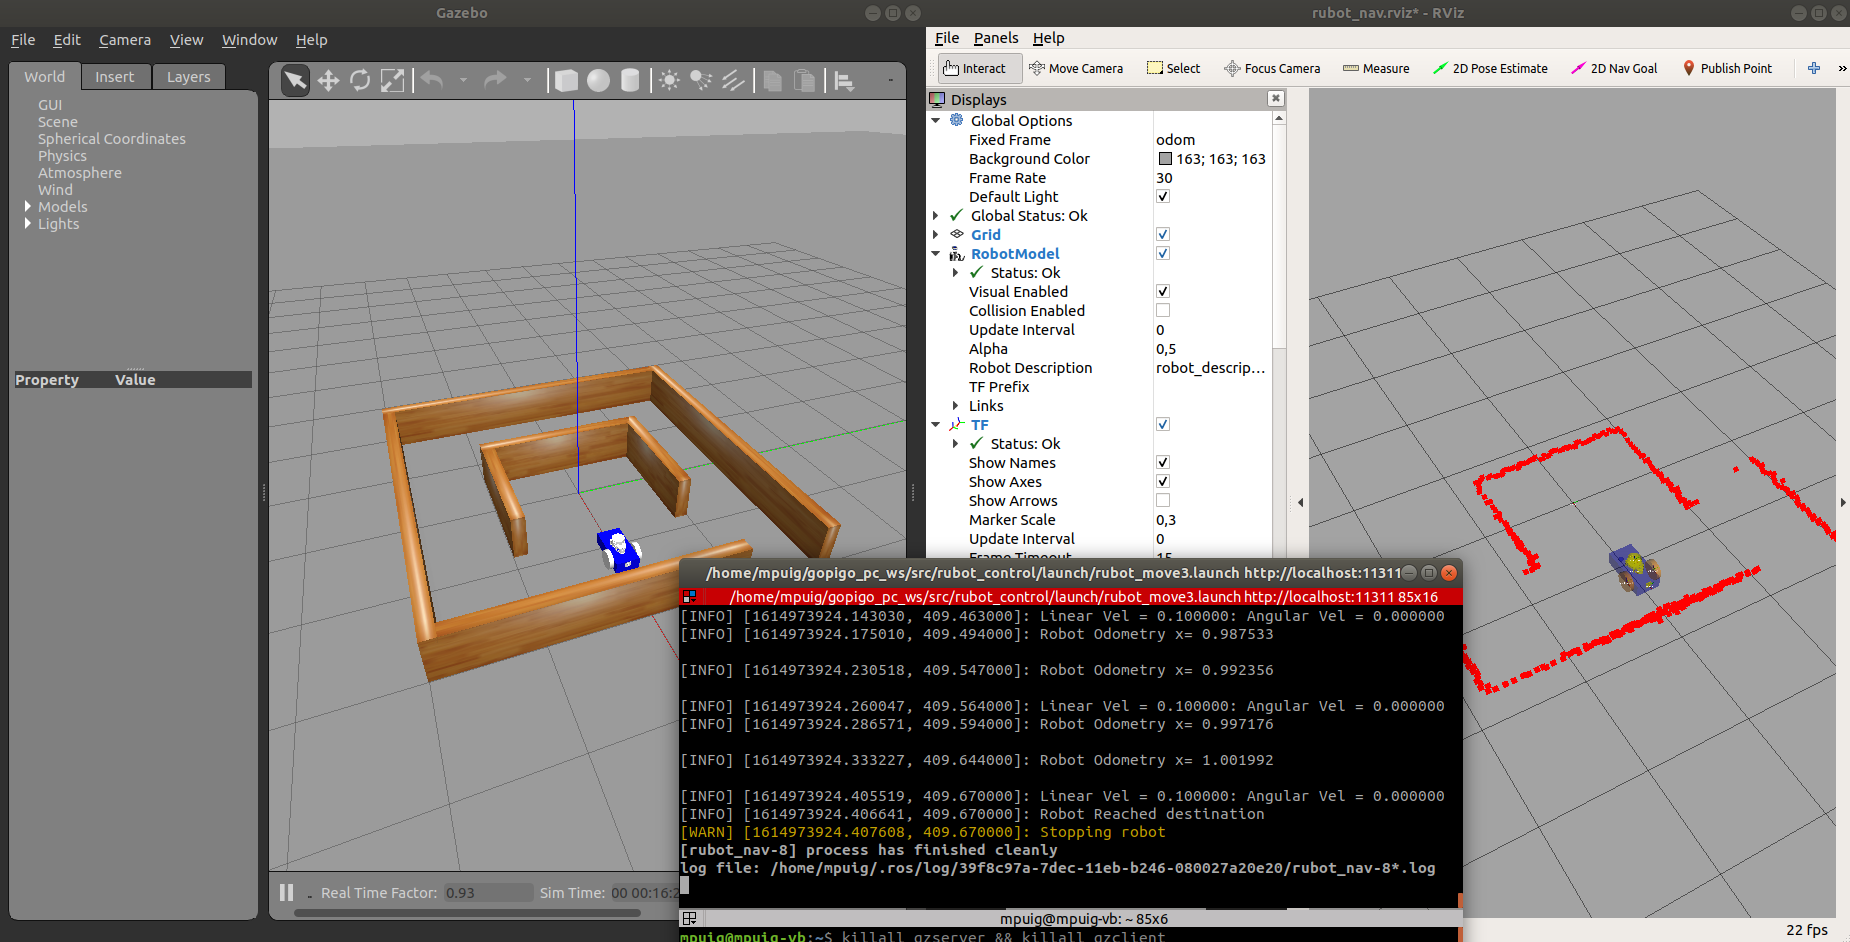 Gazebo
File Edit Camera View Window Help
World Insert Layers
GUI
Scene
Spherical Coordinates
Physics
Atmosphere
Wind
Models
Lights
Property Value
Real Time Factor: 0.93 Sim Time: 00 00:16:2
rubot_nav.rviz* - RViz
File Panels Help
Interact Move Camera Select Focus Camera Measure 2D Pose Estimate 2D Nav Goal Publish Point
Displays
Global Options
Fixed Frame odom
Background Color 163; 163; 163
Frame Rate 30
Default Light
Global Status: Ok
Grid
RobotModel
Status: Ok
Visual Enabled
Collision Enabled
Update Interval 0
Alpha 0,5
Robot Description robot_descrip...
TF Prefix
Links
TF
Status: Ok
Show Names
Show Axes
Show Arrows
Marker Scale 0,3
Update Interval 0
Frame Timeout 15
/home/mpuig/gopigo_pc_ws/src/rubot_control/launch/rubot_move3.launch http://localhost:11311
/home/mpuig/gopigo_pc_ws/src/rubot_control/launch/rubot_move3.launch http://localhost:11311 85x16
[INFO] [1614973924.143030, 409.463000]: Linear Vel = 0.100000: Angular Vel = 0.000000
[INFO] [1614973924.175010, 409.494000]: Robot Odometry x= 0.987533
[INFO] [1614973924.230518, 409.547000]: Robot Odometry x= 0.992356
[INFO] [1614973924.260047, 409.564000]: Linear Vel = 0.100000: Angular Vel = 0.000000
[INFO] [1614973924.286571, 409.594000]: Robot Odometry x= 0.997176
[INFO] [1614973924.333227, 409.644000]: Robot Odometry x= 1.001992
[INFO] [1614973924.405519, 409.670000]: Linear Vel = 0.100000: Angular Vel = 0.000000
[INFO] [1614973924.406641, 409.670000]: Robot Reached destination
[WARN] [1614973924.407608, 409.670000]: Stopping robot
[rubot_nav-8] process has finished cleanly
log file: /home/mpuig/.ros/log/39f8c97a-7dec-11eb-b246-080027a20e20/rubot_nav-8*.log
mpuig@mpuig-vb: ~ 85x6
mpuig@mpuig-vb:~$ killall gzserver && killall gzclient
22 fps